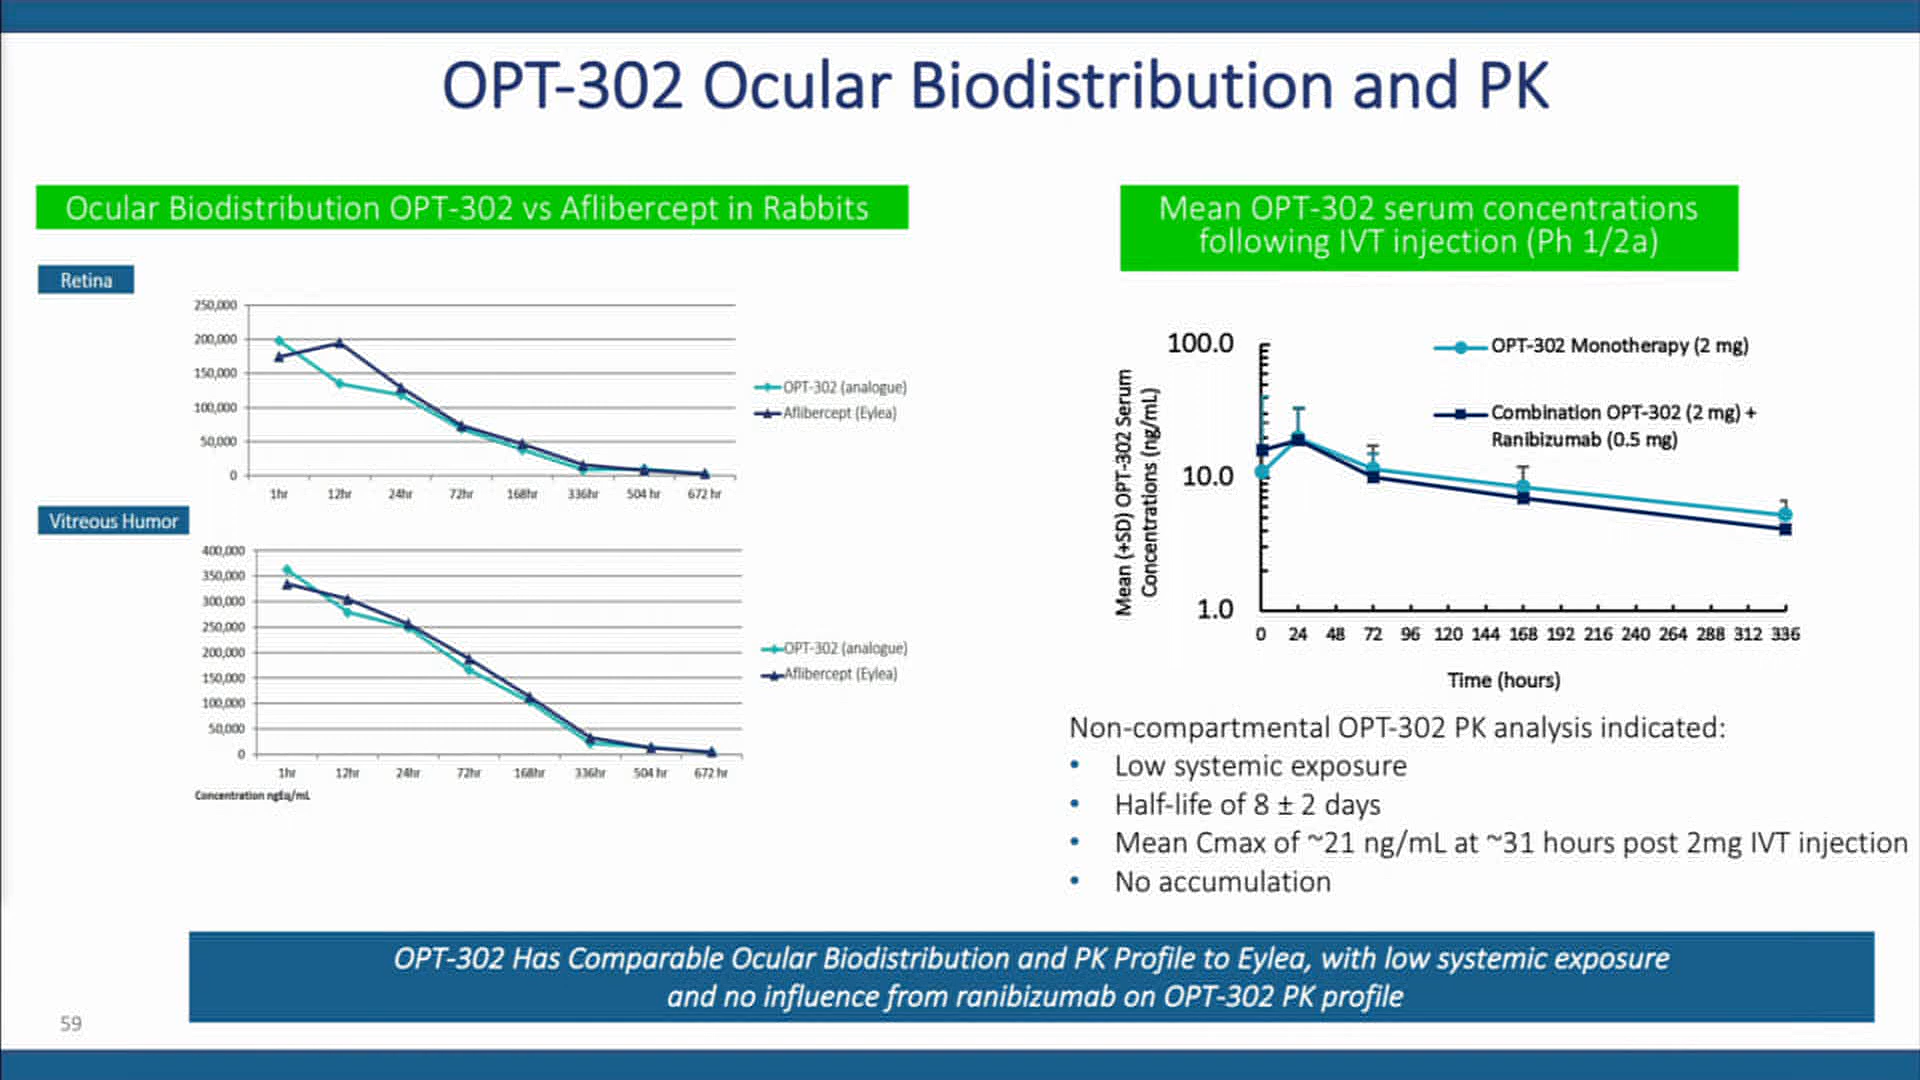 OPT-302 Ocular Biodistribution and PK
Ocular Biodistribution OPT-302 vs Aflibercept in Rabbits
Retina
250,000
200,000
150,000
100,000
50,000
0
1hr 12hr 24hr 72hr 168hr 336hr 504 hr 672 hr
OPT-302 (analogue)
Aflibercept (Eylea)
Vitreous Humor
400,000
350,000
300,000
250,000
200,000
150,000
100,000
50,000
0
1hr 12hr 24hr 72hr 168hr 336hr 504 hr 672 hr
Concentration ngEq/mL
OPT-302 (analogue)
Aflibercept (Eylea)
Mean OPT-302 serum concentrations
following IVT injection (Ph 1/2a)
Mean (+SD) OPT-302 Serum
Concentrations (ng/mL)
100.0
10.0
1.0
OPT-302 Monotherapy (2 mg)
Combination OPT-302 (2 mg) +
Ranibizumab (0.5 mg)
0 24 48 72 96 120 144 168 192 216 240 264 288 312 336
Time (hours)
Non-compartmental OPT-302 PK analysis indicated:
• Low systemic exposure
• Half-life of 8 ± 2 days
• Mean Cmax of ~21 ng/mL at ~31 hours post 2mg IVT injection
• No accumulation
OPT-302 Has Comparable Ocular Biodistribution and PK Profile to Eylea, with low systemic exposure
and no influence from ranibizumab on OPT-302 PK profile
59